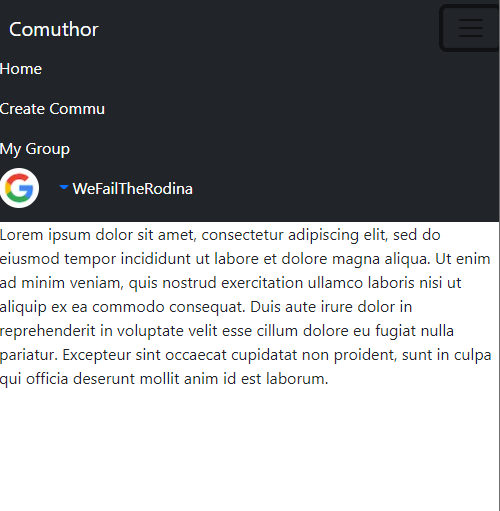 Comuthor
Home
Create Commu
My Group
WeFailTheRodina
Lorem ipsum dolor sit amet, consectetur adipiscing elit, sed do
eiusmod tempor incididunt ut labore et dolore magna aliqua. Ut enim
ad minim veniam, quis nostrud exercitation ullamco laboris nisi ut
aliquip ex ea commodo consequat. Duis aute irure dolor in
reprehenderit in voluptate velit esse cillum dolore eu fugiat nulla
pariatur. Excepteur sint occaecat cupidatat non proident, sunt in culpa
qui officia deserunt mollit anim id est laborum.